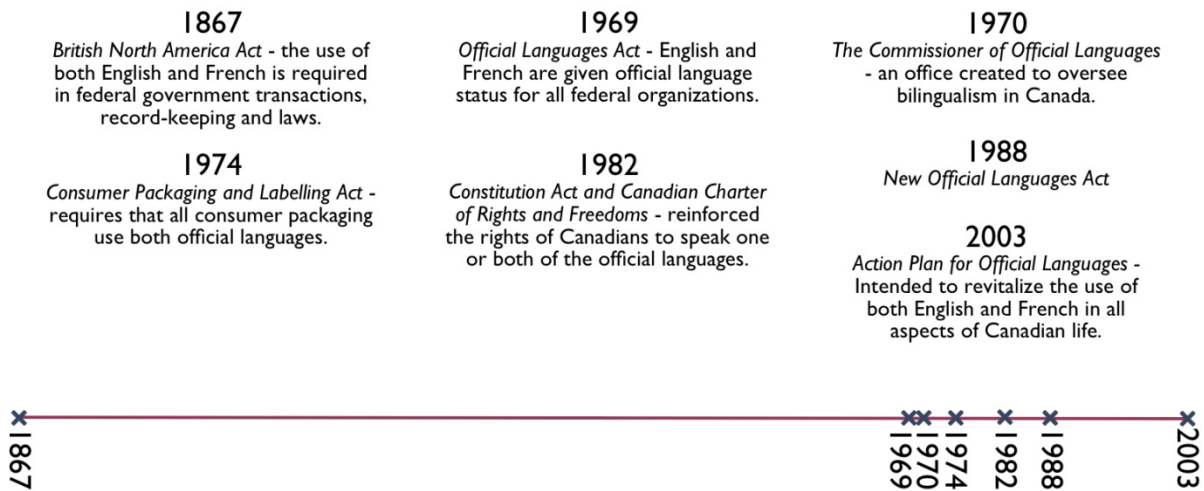 1867
British North America Act - the use of
both English and French is required
in federal government transactions,
record-keeping and laws.
1969
Official Languages Act - English and
French are given official language
status for all federal organizations.
1970
The Commissioner of Official Languages
- an office created to oversee
bilingualism in Canada.
1974
Consumer Packaging and Labelling Act -
requires that all consumer packaging
use both official languages.
1982
Constitution Act and Canadian Charter
of Rights and Freedoms - reinforced
the rights of Canadians to speak one
or both of the official languages.
1988
New Official Languages Act
2003
Action Plan for Official Languages -
Intended to revitalize the use of
both English and French in all
aspects of Canadian life.
1867
1969
1970
1974
1982
1988
2003